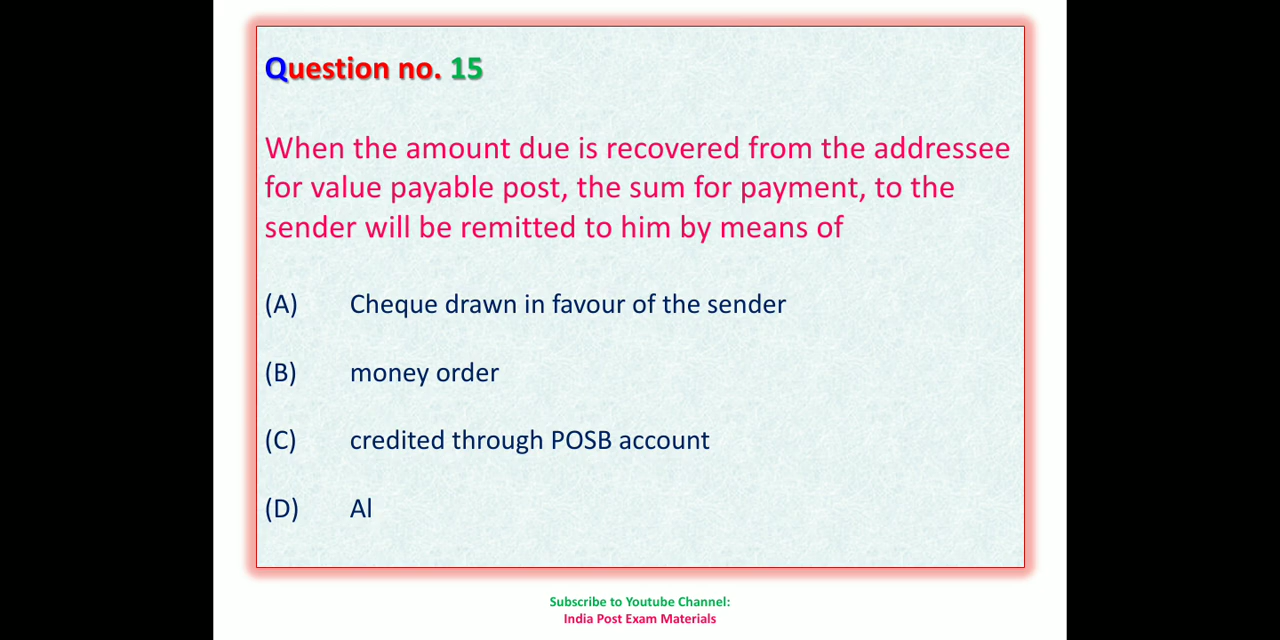 Question no. 15
When the amount due is recovered from the addressee
for value payable post, the sum for payment, to the
sender will be remitted to him by means of
(A) Cheque drawn in favour of the sender
(B) money order
(C) credited through POSB account
(D) Al
Subscribe to Youtube Channel:
India Post Exam Materials